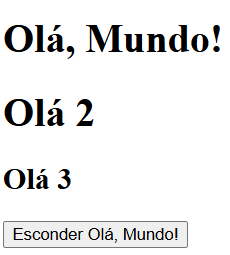 Olá, Mundo!
Olá 2
Olá 3
Esconder Olá, Mundo!